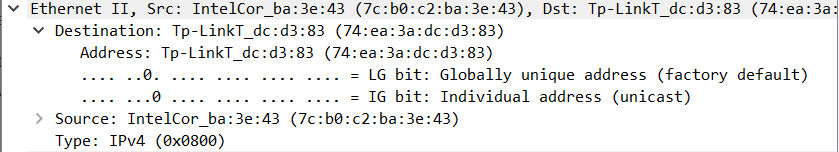 Ethernet II, Src: IntelCor_ba:3e:43 (7c:b0:c2:ba:3e:43), Dst: Tp-LinkT_dc:d3:83 (74:ea:3a:
Destination: Tp-LinkT_dc:d3:83 (74:ea:3a:dc:d3:83)
Address: Tp-LinkT_dc:d3:83 (74:ea:3a:dc:d3:83)
.... ..0. .... .... .... .... = LG bit: Globally unique address (factory default)
.... ...0 .... .... .... .... = IG bit: Individual address (unicast)
Source: IntelCor_ba:3e:43 (7c:b0:c2:ba:3e:43)
Type: IPv4 (0x0800)